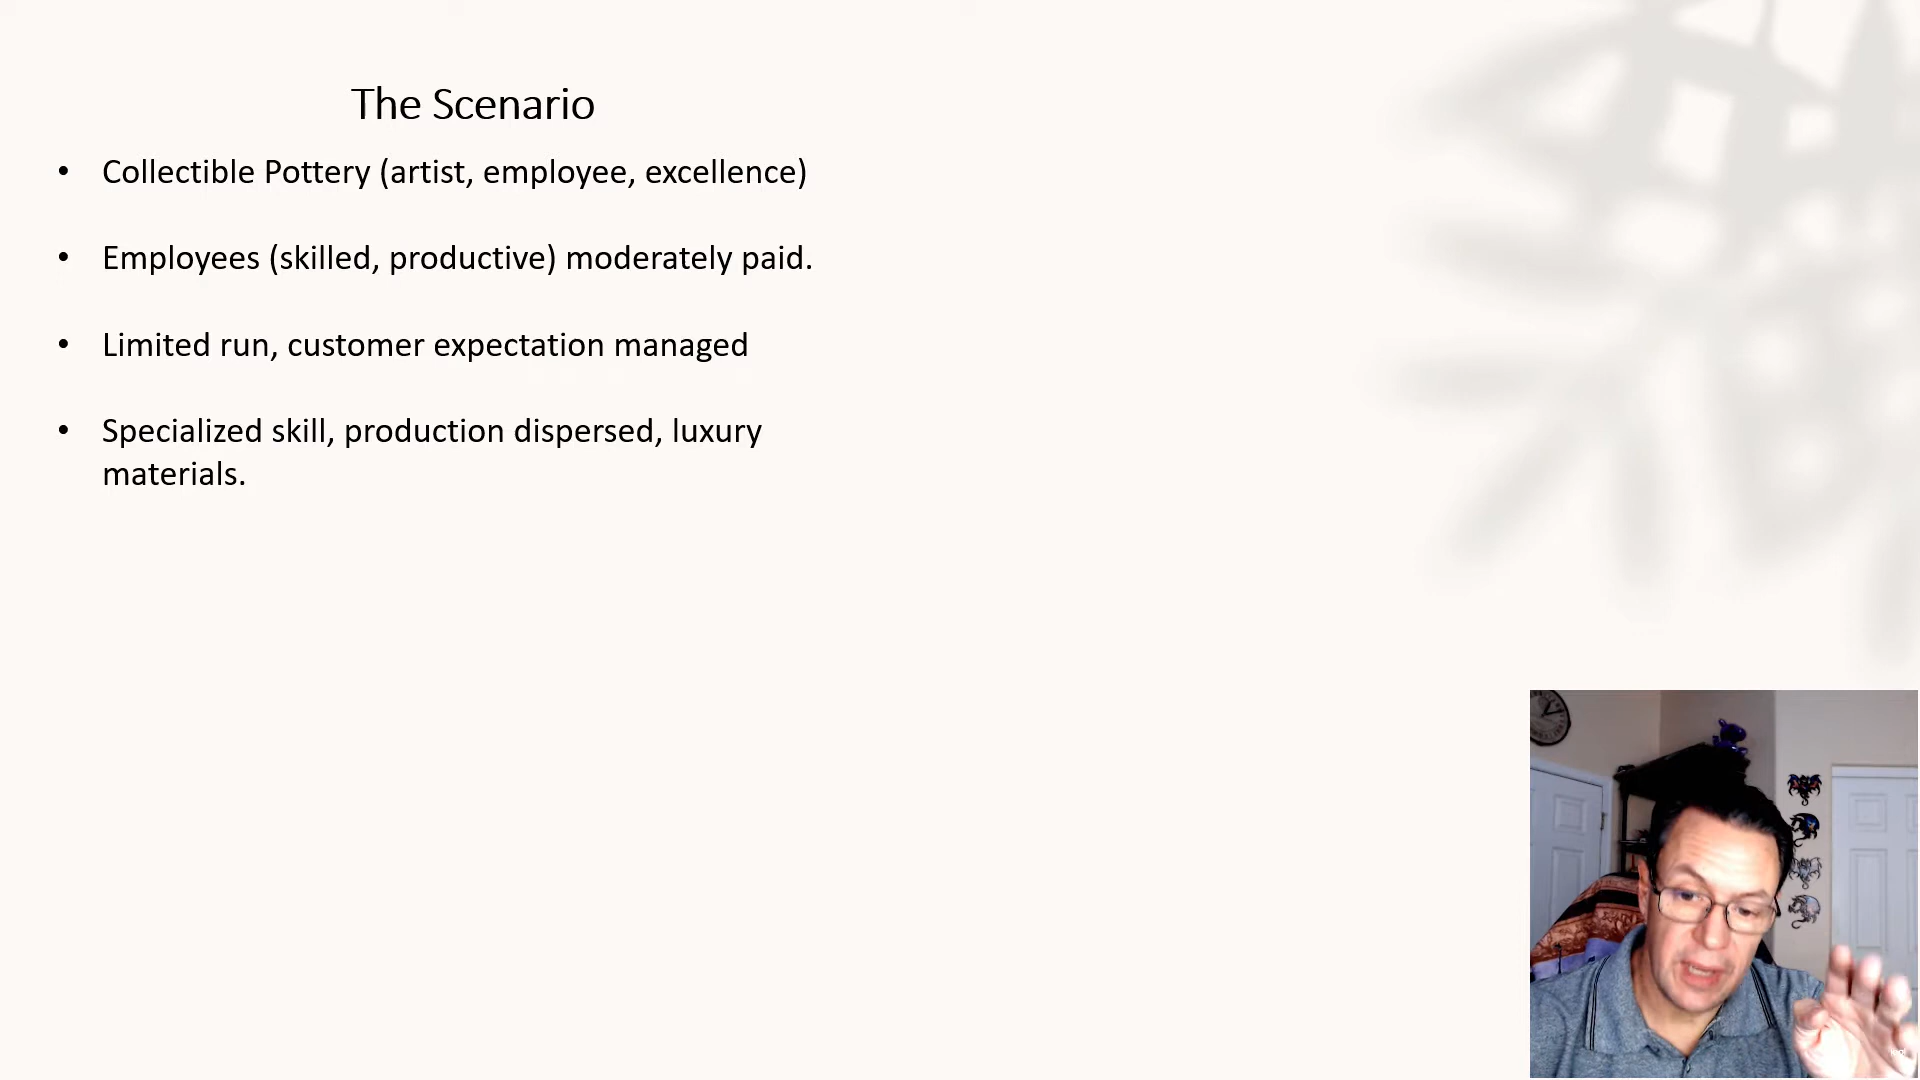 The Scenario
• Collectible Pottery (artist, employee, excellence)
• Employees (skilled, productive) moderately paid.
• Limited run, customer expectation managed
• Specialized skill, production dispersed, luxury
materials.